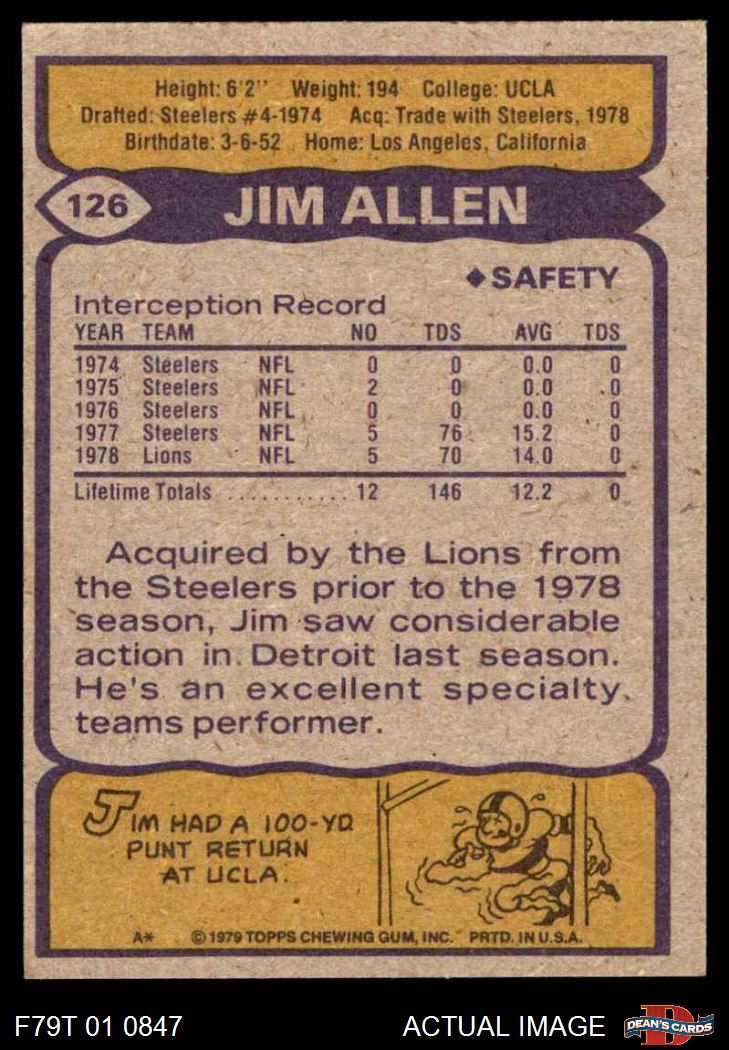 Height: 6'2" Weight: 194 College: UCLA
Drafted: Steelers #4-1974 Acq: Trade with Steelers, 1978
Birthdate: 3-6-52 Home: Los Angeles, California
126 JIM ALLEN
◆SAFETY
Interception Record
YEAR TEAM NO TDS AVG TDS
1974 Steelers NFL 0 0 0.0 0
1975 Steelers NFL 2 0 0.0 0
1976 Steelers NFL 0 0 0.0 0
1977 Steelers NFL 5 76 15.2 0
1978 Lions NFL 5 70 14.0 0
Lifetime Totals ........... 12 146 12.2 0
Acquired by the Lions from
the Steelers prior to the 1978
season, Jim saw considerable
action in Detroit last season.
He's an excellent specialty
teams performer.
JIM HAD A 100-YD
PUNT RETURN
AT UCLA.
A* © 1979 TOPPS CHEWING GUM, INC. PRTD. IN U.S.A.
F79T 01 0847 ACTUAL IMAGE D DEAN'S CARDS